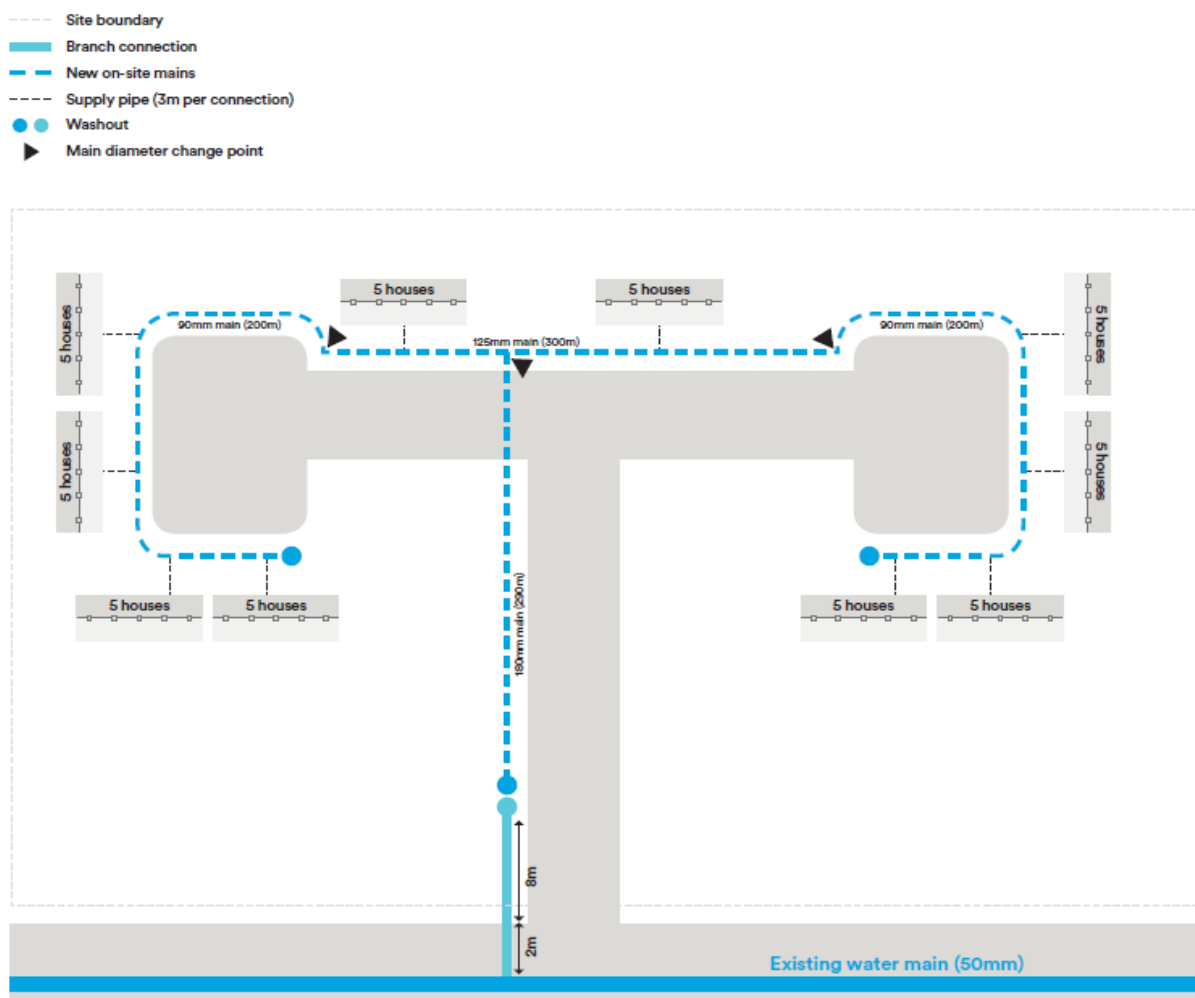 Site boundary
Branch connection
New on-site mains
Supply pipe (3m per connection)
Washout
Main diameter change point
5 houses
5 houses
5 houses
5 houses
90mm main (200m)
125mm main (300m)
90mm main (200m)
5 houses
5 houses
180mm main (290m)
5 houses
5 houses
5 houses
5 houses
8m
2m
Existing water main (50mm)